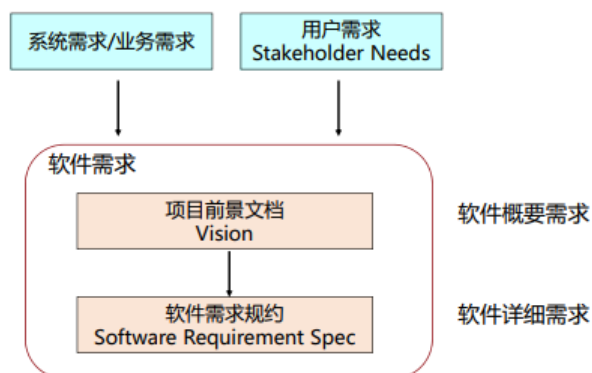 系统需求/业务需求
用户需求
Stakeholder Needs
软件需求
项目前景文档
Vision
软件概要需求
软件需求规约
Software Requirement Spec
软件详细需求